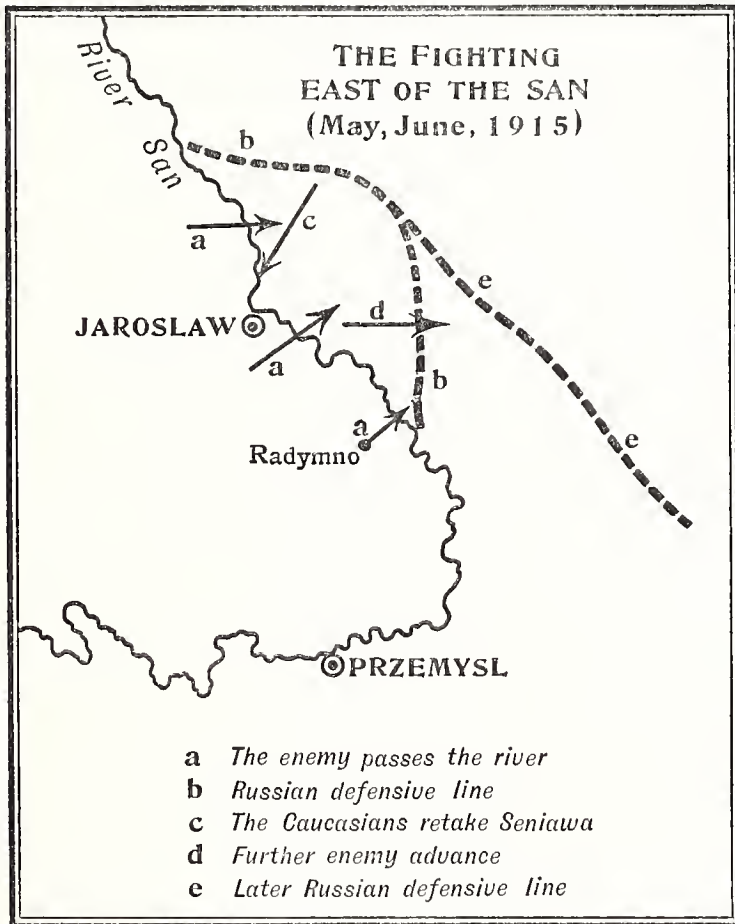 THE FIGHTING
EAST OF THE SAN
(May, June, 1915)
River San
b
a
c
e
JAROSLAW
d
a
b
a
Radymno
e
PRZEMYSL
a The enemy passes the river
b Russian defensive line
c The Caucasians retake Seniawa
d Further enemy advance
e Later Russian defensive line